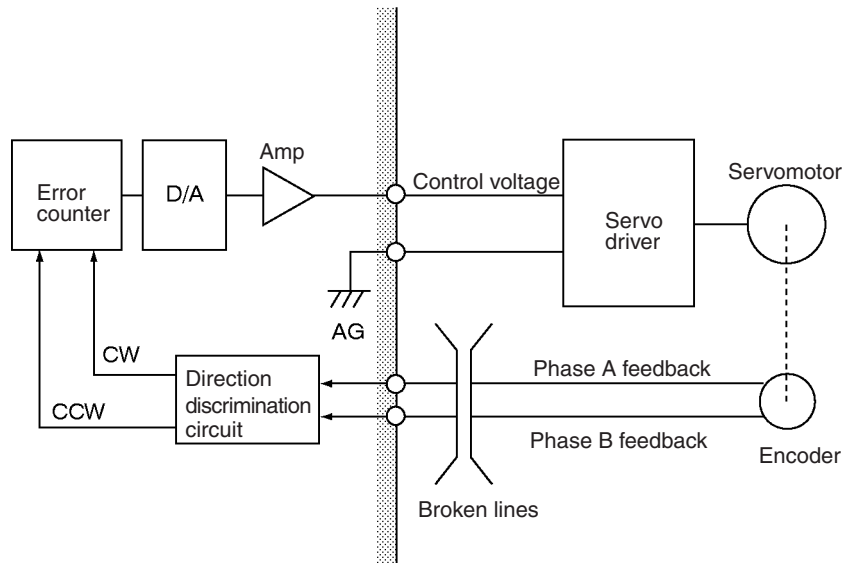 Amp
Error
counter
D/A
Control voltage
Servomotor
Servo
driver
AG
CW
CCW
Direction
discrimination
circuit
Phase A feedback
Phase B feedback
Encoder
Broken lines